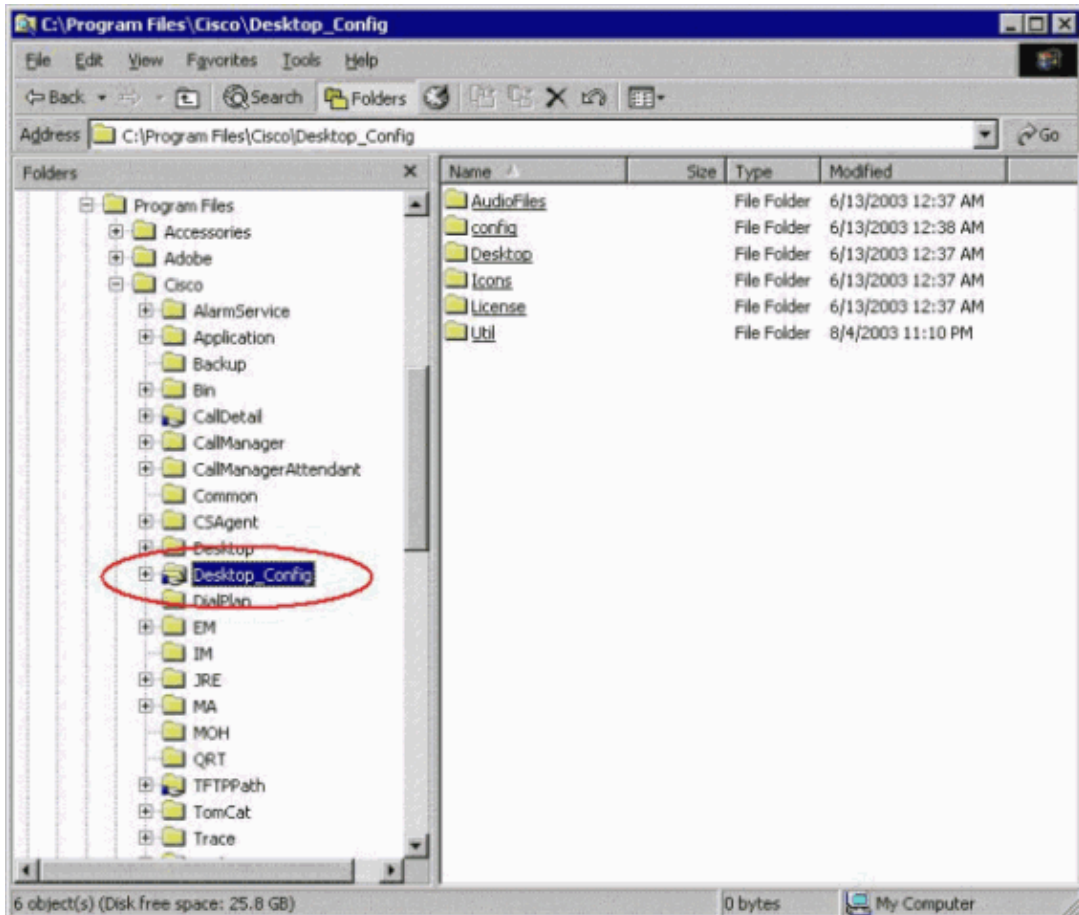 C:\Program Files\Cisco\Desktop_Config
File Edit View Favorites Tools Help
Back Search Folders
Address C:\Program Files\Cisco\Desktop_Config Go
Folders
Program Files
Accessories
Adobe
Cisco
AlarmService
Application
Backup
Bin
CallDetail
CallManager
CallManagerAttendant
Common
CSAgent
Desktop
Desktop_Config
DialPlan
EM
IM
JRE
MA
MOH
QRT
TFTPPath
TomCat
Trace
Name Size Type Modified
AudioFiles File Folder 6/13/2003 12:37 AM
config File Folder 6/13/2003 12:38 AM
Desktop File Folder 6/13/2003 12:37 AM
Icons File Folder 6/13/2003 12:37 AM
License File Folder 6/13/2003 12:37 AM
Util File Folder 8/4/2003 11:10 PM
6 object(s) (Disk free space: 25.8 GB) 0 bytes My Computer